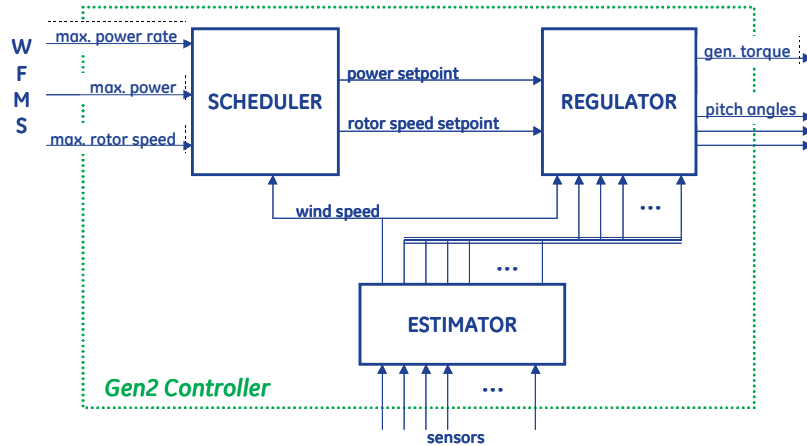 W
F
M
S
max. power rate
max. power
max. rotor speed
SCHEDULER
power setpoint
rotor speed setpoint
REGULATOR
gen. torque
pitch angles
...
wind speed
...
ESTIMATOR
Gen2 Controller
...
sensors